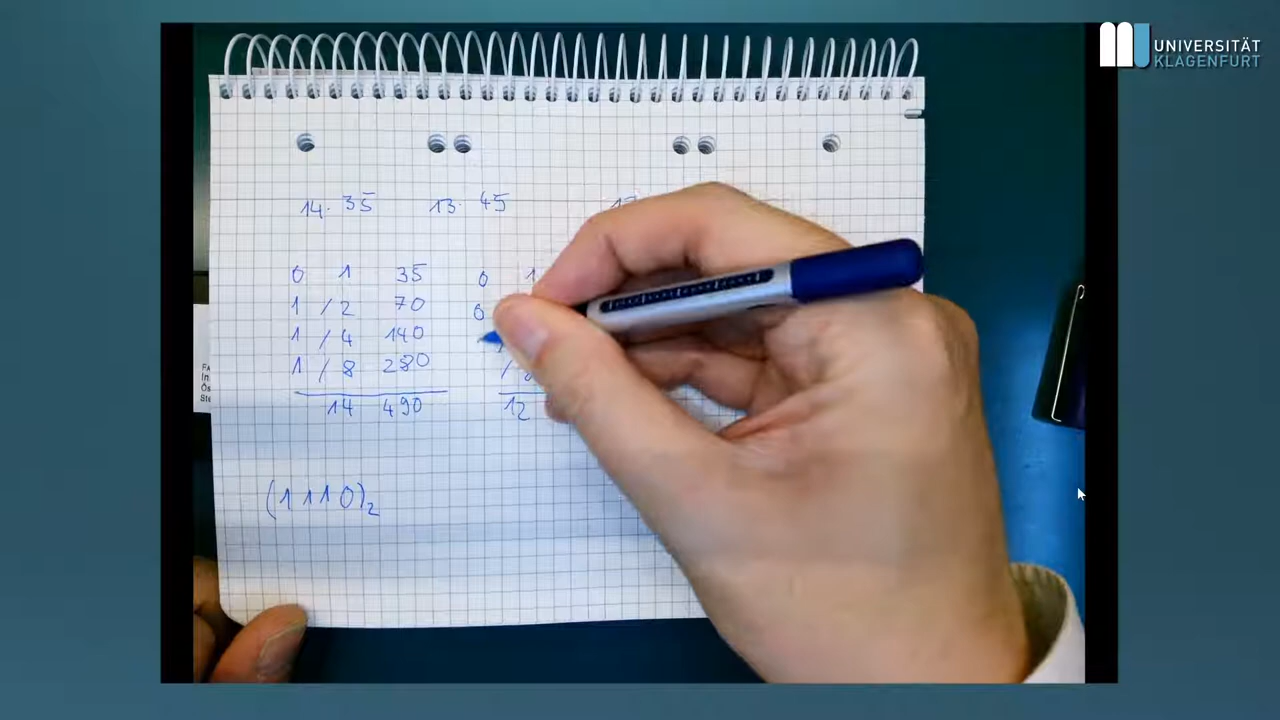 UNIVERSITÄT
KLAGENFURT
14· 35 13· 45
0 1 35 0 1
1 / 2 70 0
1 / 4 140
1 / 8 280 /
14 490 12
(1110)₂